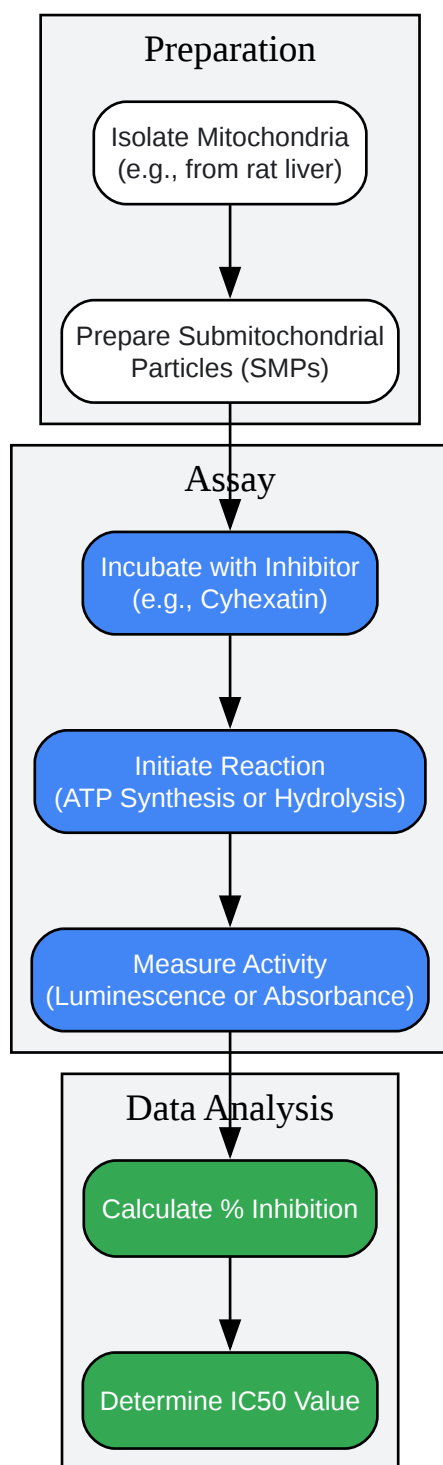 Preparation
Isolate Mitochondria
(e.g., from rat liver)
Prepare Submitochondrial
Particles (SMPs)
Assay
Incubate with Inhibitor
(e.g., Cyhexatin)
Initiate Reaction
(ATP Synthesis or Hydrolysis)
Measure Activity
(Luminescence or Absorbance)
Data Analysis
Calculate % Inhibition
Determine IC50 Value